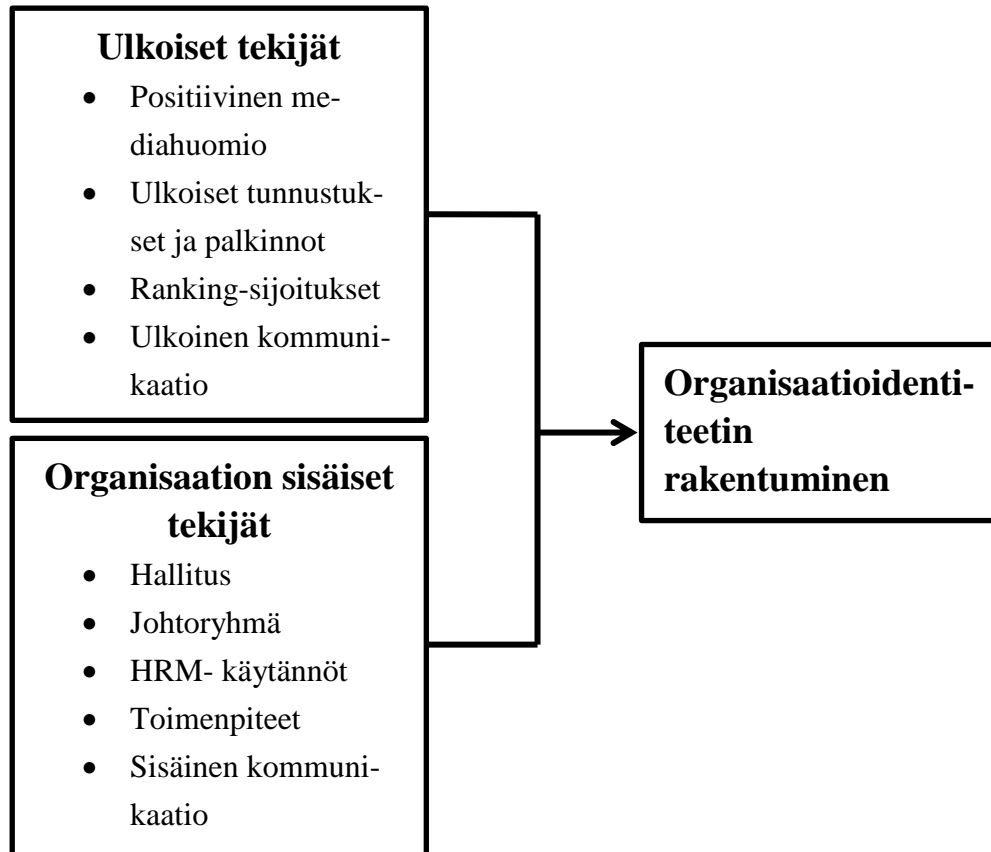 Ulkoiset tekijät
• Positiivinen me-
diahuomio
• Ulkoiset tunnustuk-
set ja palkinnot
• Ranking-sijoitukset
• Ulkoinen kommuni-
kaatio
Organisaation sisäiset
tekijät
• Hallitus
• Johtoryhmä
• HRM- käytännöt
• Toimenpiteet
• Sisäinen kommuni-
kaatio
Organisaatioidenti-
teetin
rakentuminen